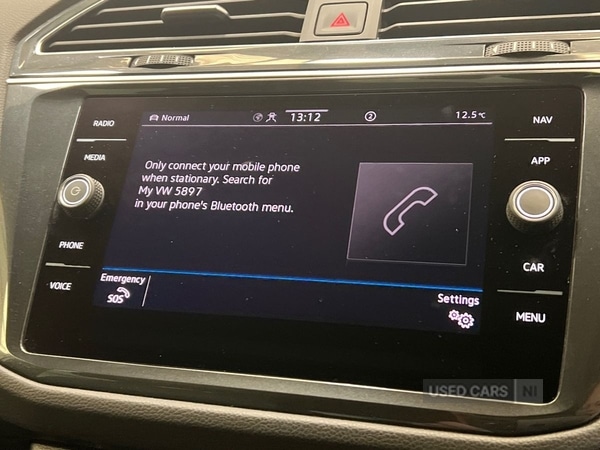 RADIO
MEDIA
PHONE
VOICE
Normal
13:12
2
12.5°C
Only connect your mobile phone
when stationary. Search for
My VW 5897
in your phone's Bluetooth menu.
Emergency
SOS
Settings
NAV
APP
CAR
MENU
USED CARS NI